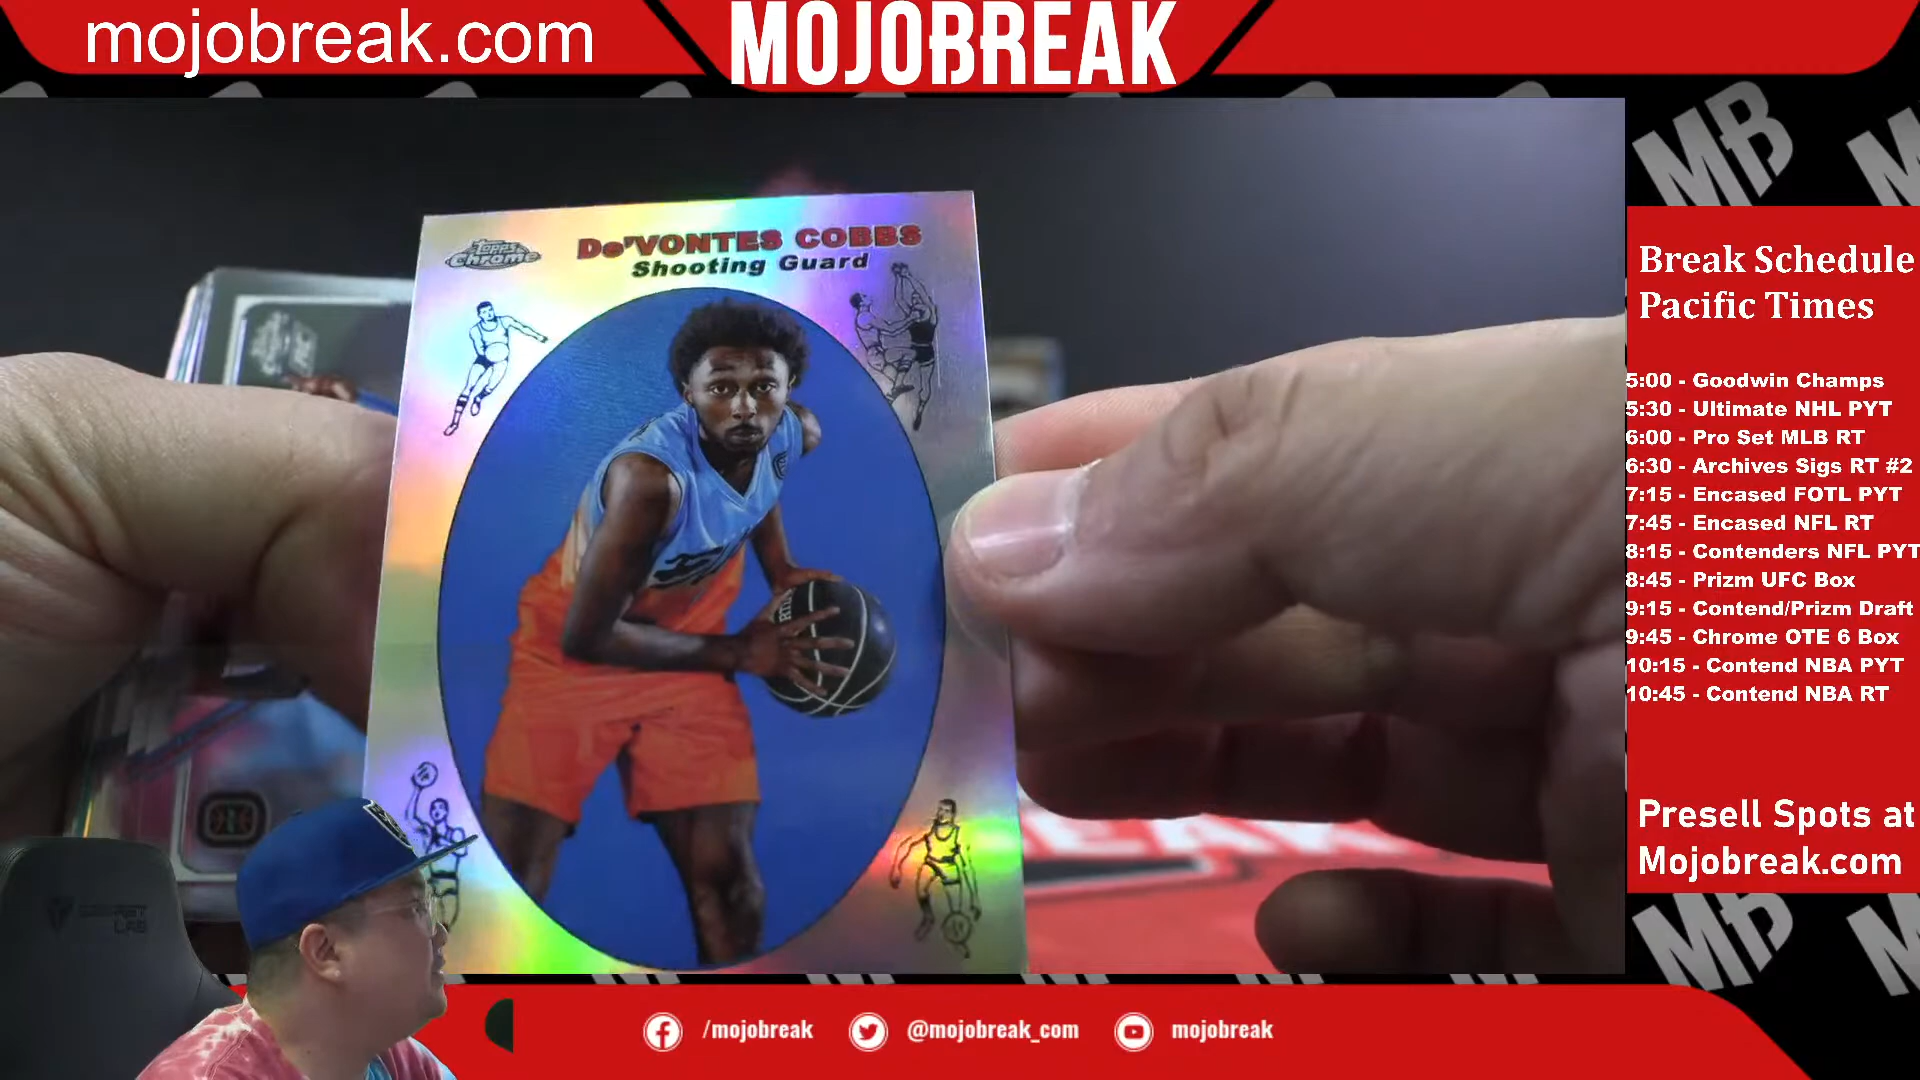 mojobreak.com
MOJOBREAK
MB
Topps
Chrome
De'VONTES COBBS
Shooting Guard
Break Schedule
Pacific Times
5:00 - Goodwin Champs
5:30 - Ultimate NHL PYT
6:00 - Pro Set MLB RT
6:30 - Archives Sigs RT #2
7:15 - Encased FOTL PYT
7:45 - Encased NFL RT
8:15 - Contenders NFL PYT
8:45 - Prizm UFC Box
9:15 - Contend/Prizm Draft
9:45 - Chrome OTE 6 Box
10:15 - Contend NBA PYT
10:45 - Contend NBA RT
Presell Spots at
Mojobreak.com
MB
/mojobreak
@mojobreak_com
mojobreak